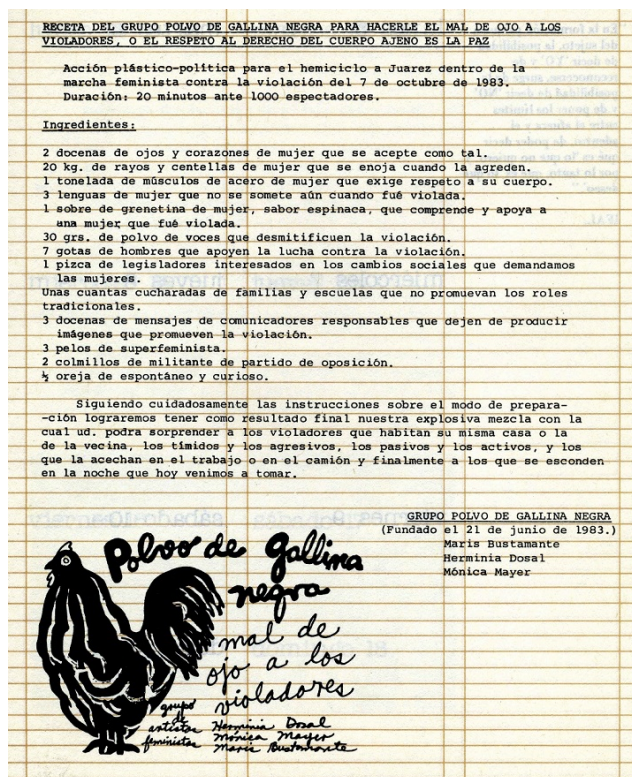 RECETA DEL GRUPO POLVO DE GALLINA NEGRA PARA HACERLE EL MAL DE OJO A LOS
VIOLADORES, O EL RESPETO AL DERECHO DEL CUERPO AJENO ES LA PAZ
Acción plástico-política para el hemiciclo a Juarez dentro de la
marcha feminista contra la violación del 7 de octubre de 1983.
Duración: 20 minutos ante 1000 espectadores.
Ingredientes:
2 docenas de ojos y corazones de mujer que se acepte como tal.
20 kg. de rayos y centellas de mujer que se enoja cuando la agreden.
1 tonelada de músculos de acero de mujer que exige respeto a su cuerpo.
3 lenguas de mujer que no se somete aún cuando fué violada.
1 sobre de grenetina de mujer, sabor espinaca, que comprende y apoya a
una mujer que fué violada.
30 grs. de polvo de voces que desmitificuen la violación.
7 gotas de hombres que apoyen la lucha contra la violación.
1 pizca de legisladores interesados en los cambios sociales que demandamos
las mujeres.
Unas cuantas cucharadas de familias y escuelas que no promuevan los roles
tradicionales.
3 docenas de mensajes de comunicadores responsables que dejen de producir
imágenes que promueven la violación.
3 pelos de superfeminista.
2 colmillos de militante de partido de oposición.
½ oreja de espontáneo y curioso.
Siguiendo cuidadosamente las instrucciones sobre el modo de prepara-
-ción lograremos tener como resultado final nuestra explosiva mezcla con la
cual ud. podra sorprender a los violadores que habitan su misma casa o la
de la vecina, los tímidos y los agresivos, los pasivos y los activos, y los
que la acechan en el trabajo o en el camión y finalmente a los que se esconden
en la noche que hoy venimos a tomar.
GRUPO POLVO DE GALLINA NEGRA
(Fundado el 21 de junio de 1983.)
Maris Bustamante
Herminia Dosal
Mónica Mayer
Polvo de gallina
negra
mal de
ojo a los
violadores
grupo
de
artistas
feministas
Herminia Dosal
Mónica Mayer
Maris Bustamante